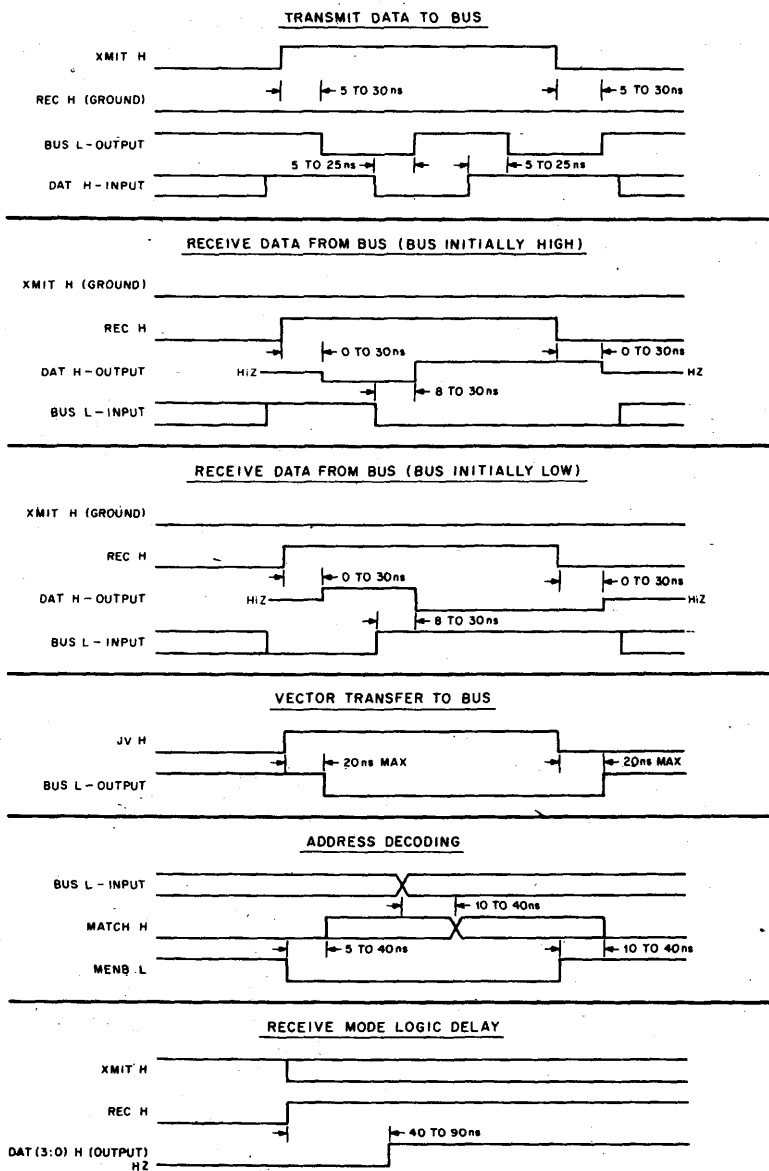 TRANSMIT DATA TO BUS
XMIT H
5 TO 30ns
5 TO 30ns
REC H (GROUND)
BUS L-OUTPUT
5 TO 25ns
5 TO 25ns
DAT H-INPUT
RECEIVE DATA FROM BUS (BUS INITIALLY HIGH)
XMIT H (GROUND)
REC H
0 TO 30ns
0 TO 30ns
DAT H-OUTPUT
HiZ
HZ
8 TO 30ns
BUS L-INPUT
RECEIVE DATA FROM BUS (BUS INITIALLY LOW)
XMIT H (GROUND)
REC H
0 TO 30ns
0 TO 30ns
DAT H-OUTPUT
HiZ
HiZ
8 TO 30ns
BUS L-INPUT
VECTOR TRANSFER TO BUS
JV H
20ns MAX
20ns MAX
BUS L-OUTPUT
ADDRESS DECODING
BUS L-INPUT
10 TO 40ns
MATCH H
5 TO 40ns
10 TO 40ns
MENB L
RECEIVE MODE LOGIC DELAY
XMIT H
REC H
40 TO 90ns
DAT (3:0) H (OUTPUT)
HZ